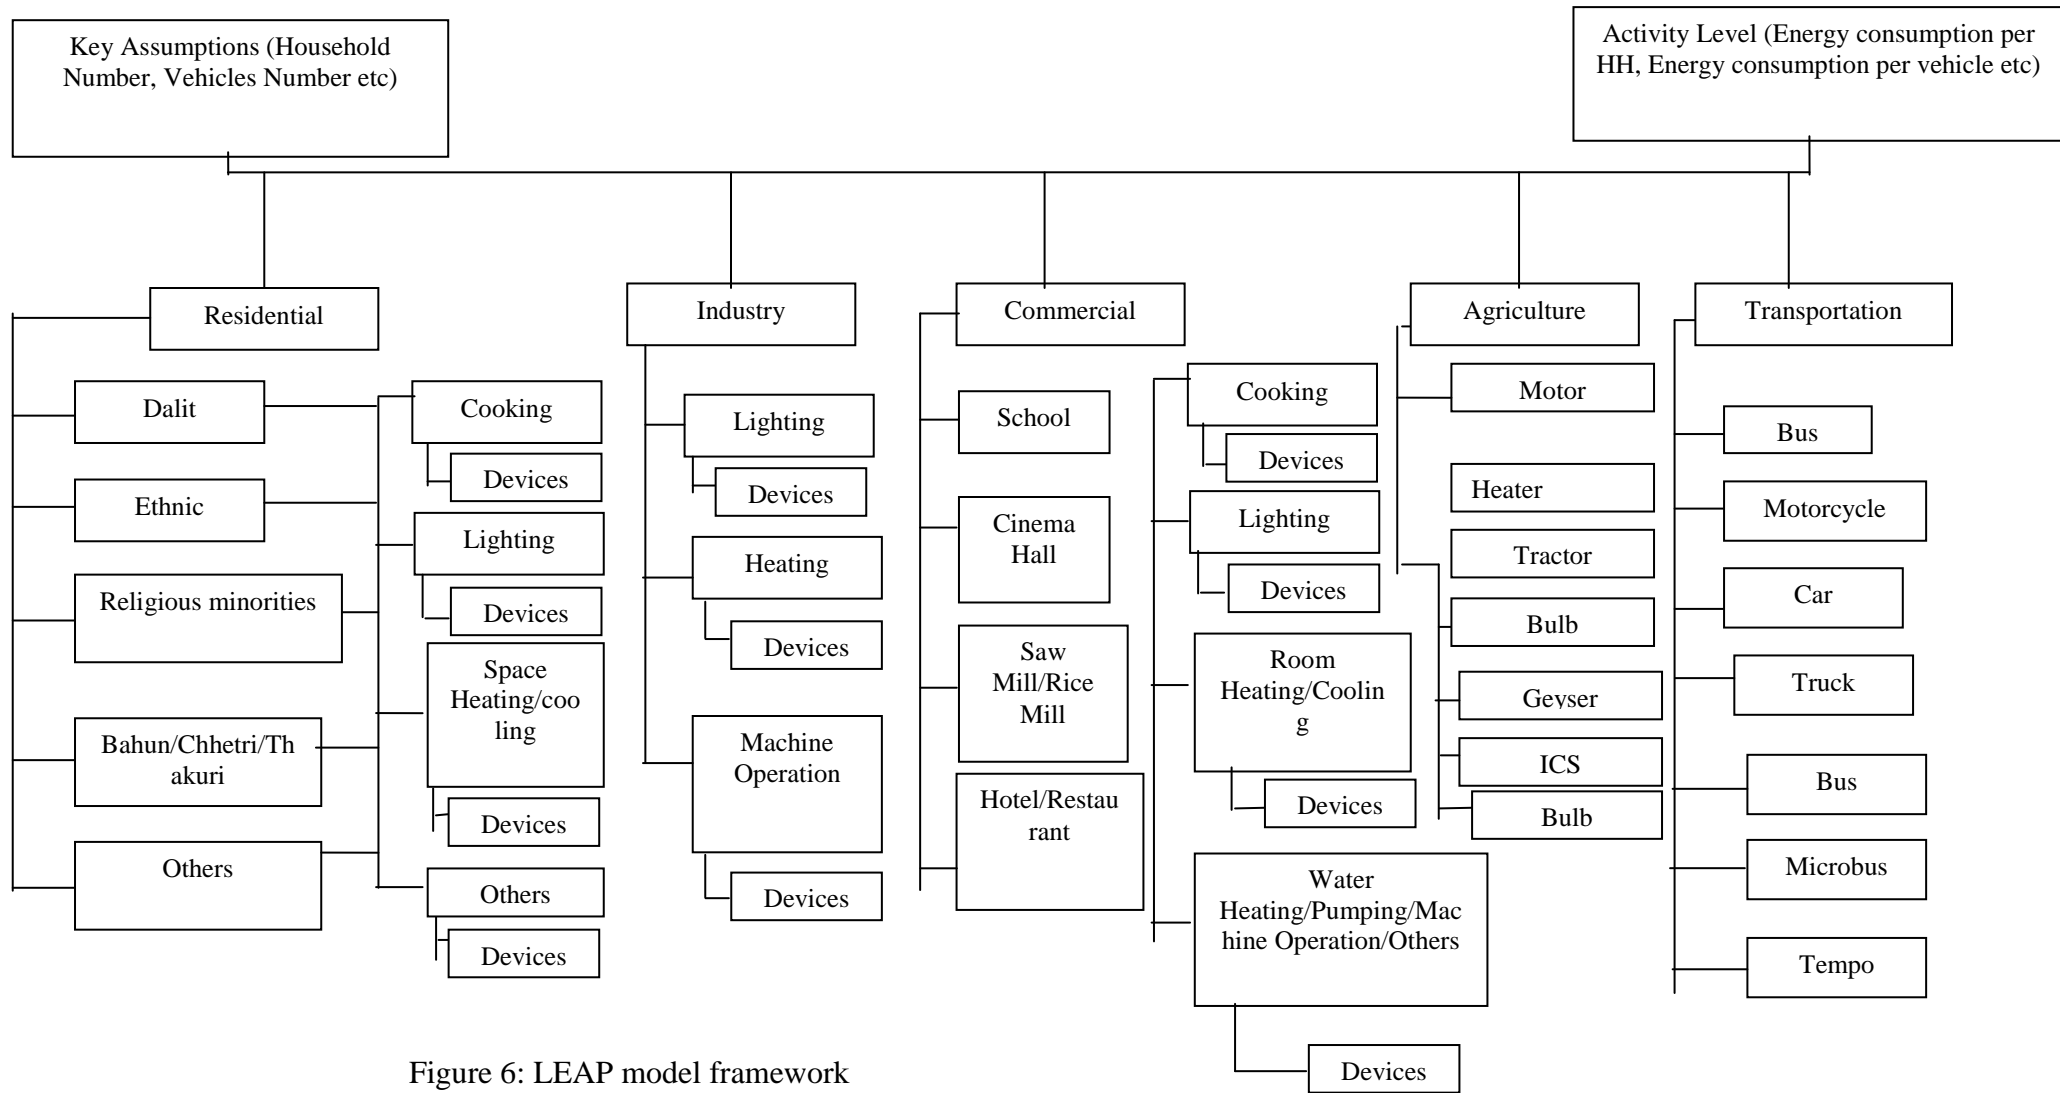 Key Assumptions (Household
Number, Vehicles Number etc)
Activity Level (Energy consumption per
HH, Energy consumption per vehicle etc)
Residential
Dalit
Ethnic
Religious minorities
Bahun/Chhetri/Th
akuri
Others
Cooking
Devices
Lighting
Devices
Space
Heating/coo
ling
Devices
Others
Devices
Industry
Lighting
Devices
Heating
Devices
Machine
Operation
Devices
Commercial
School
Cinema
Hall
Saw
Mill/Rice
Mill
Hotel/Restau
rant
Cooking
Devices
Lighting
Devices
Room
Heating/Coolin
g
Devices
Water
Heating/Pumping/Mac
hine Operation/Others
Devices
Agriculture
Motor
Heater
Tractor
Bulb
Geyser
ICS
Bulb
Transportation
Bus
Motorcycle
Car
Truck
Bus
Microbus
Tempo
Figure 6: LEAP model framework